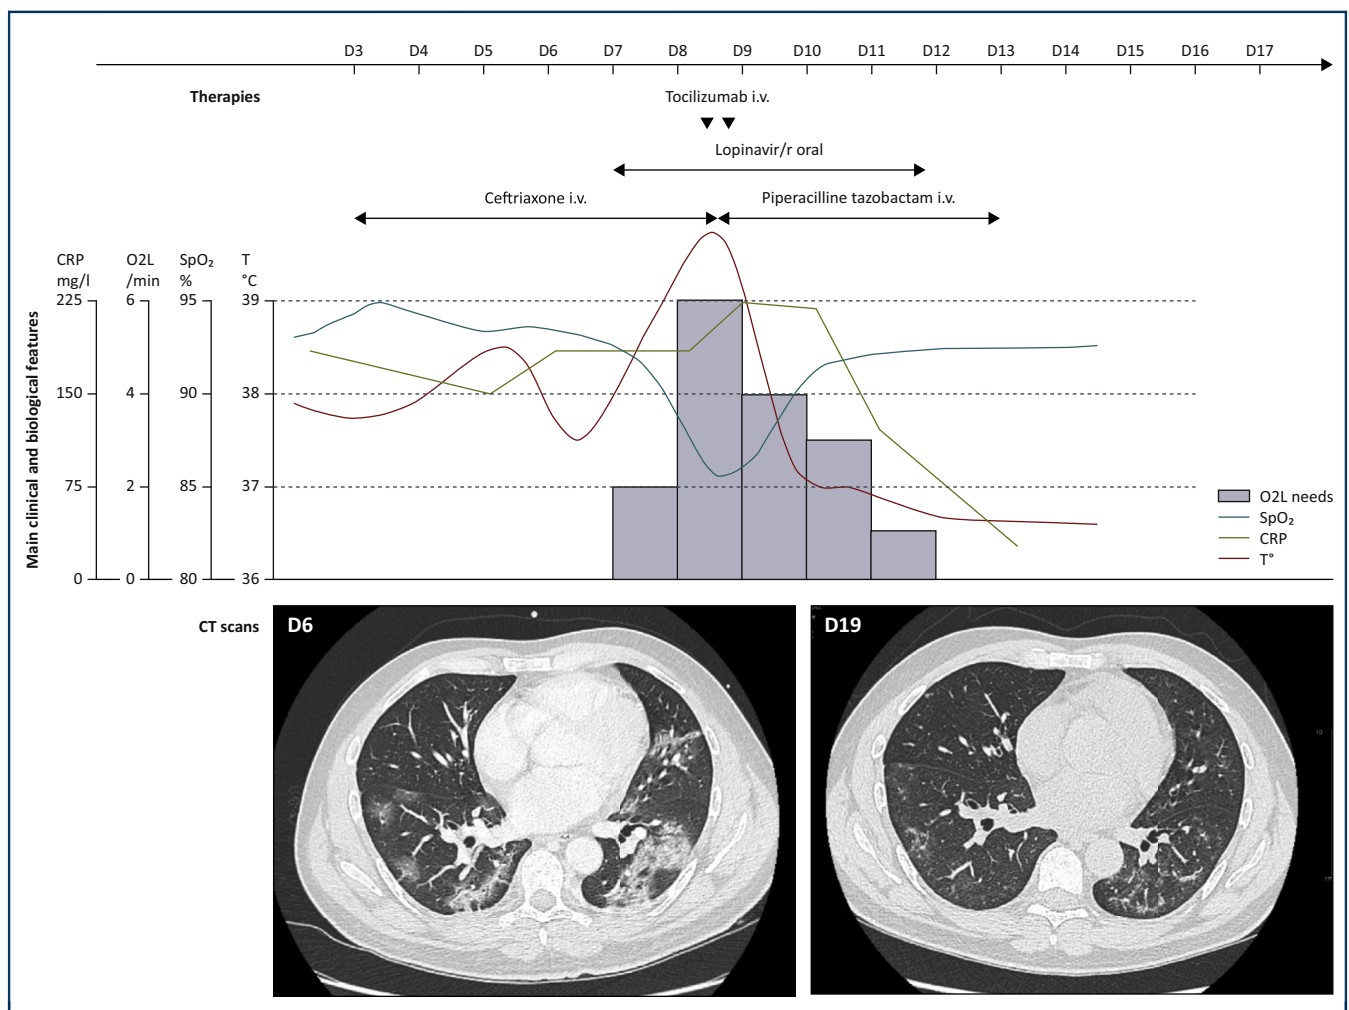 D3 D4 D5 D6 D7 D8 D9 D10 D11 D12 D13 D14 D15 D16 D17
Therapies
Tocilizumab i.v.
Lopinavir/r oral
Ceftriaxone i.v.
Piperacilline tazobactam i.v.
CRP O2L SpO₂ T
mg/l /min % °C
225 6 95 39
150 4 90 38
75 2 85 37
0 0 80 36
Main clinical and biological features
O2L needs
SpO₂
CRP
T°
CT scans
D6
D19